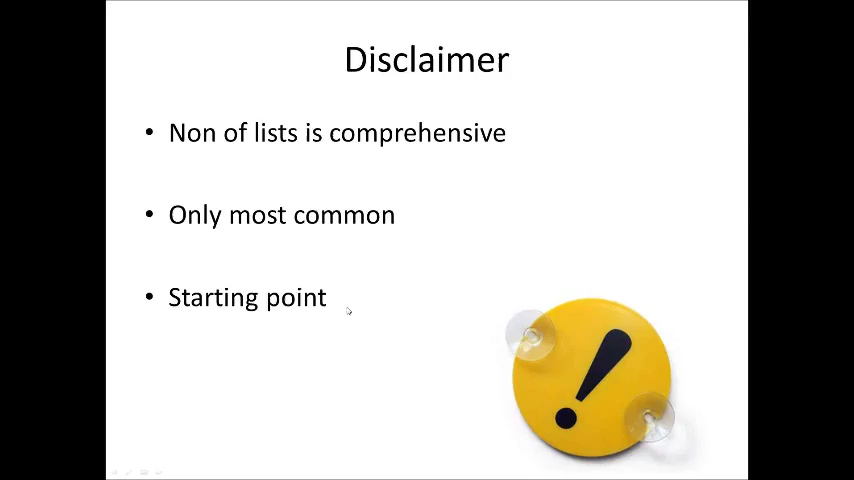 Disclaimer
• Non of lists is comprehensive
• Only most common
• Starting point